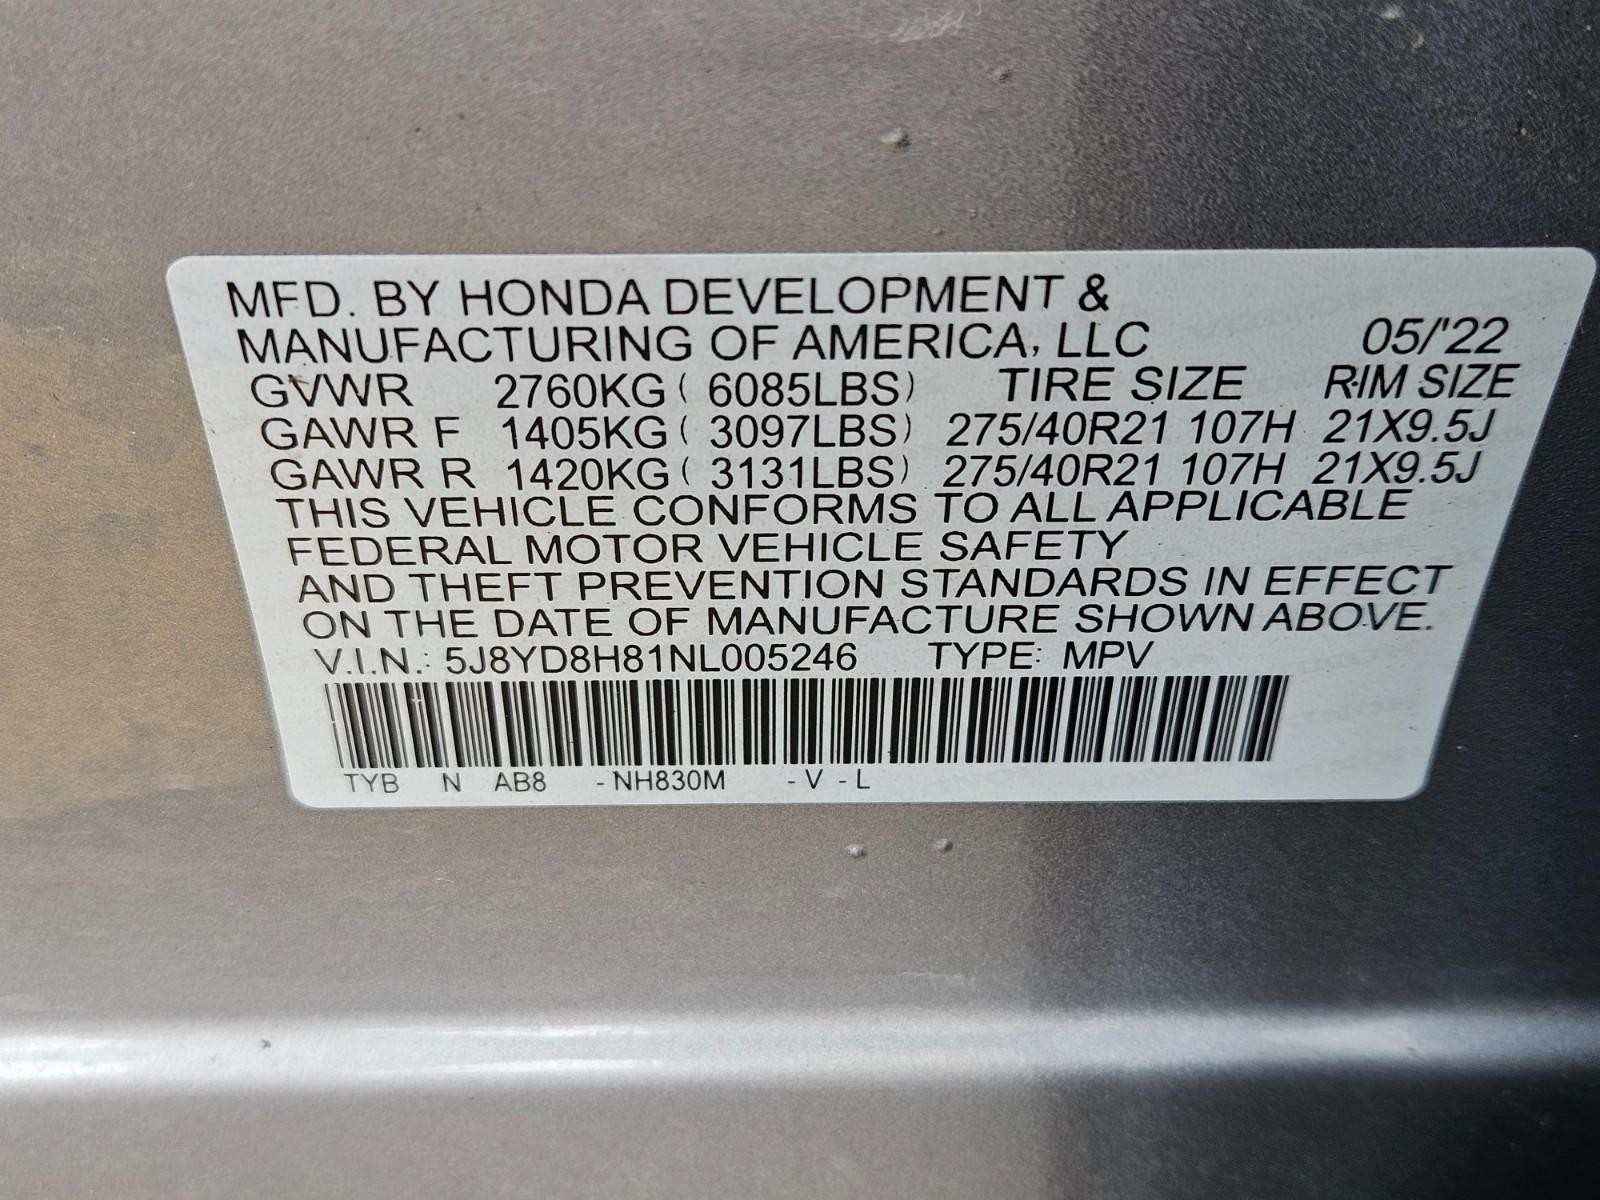 MFD. BY HONDA DEVELOPMENT &
MANUFACTURING OF AMERICA, LLC 05/'22
GVWR 2760KG ( 6085LBS) TIRE SIZE RIM SIZE
GAWR F 1405KG ( 3097LBS) 275/40R21 107H 21X9.5J
GAWR R 1420KG ( 3131LBS) 275/40R21 107H 21X9.5J
THIS VEHICLE CONFORMS TO ALL APPLICABLE
FEDERAL MOTOR VEHICLE SAFETY
AND THEFT PREVENTION STANDARDS IN EFFECT
ON THE DATE OF MANUFACTURE SHOWN ABOVE.
V.I.N.: 5J8YD8H81NL005246 TYPE: MPV
TYB N AB8 - NH830M - V - L